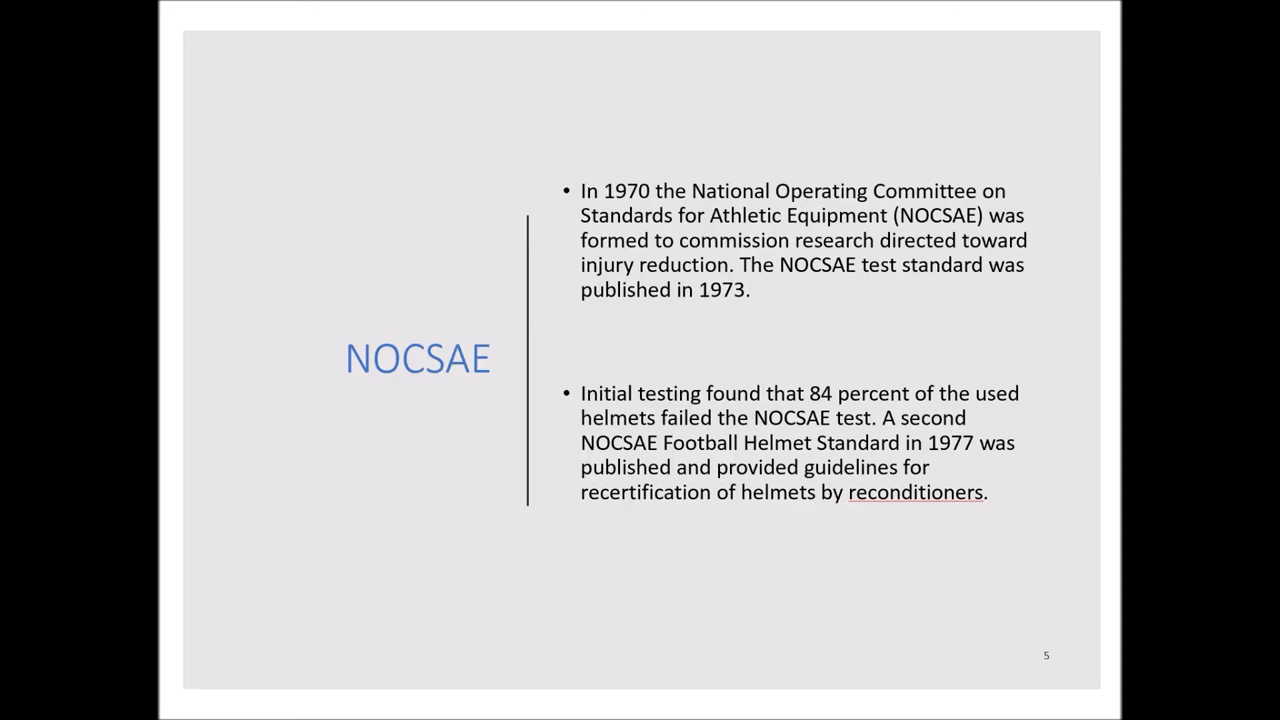 NOCSAE
• In 1970 the National Operating Committee on
Standards for Athletic Equipment (NOCSAE) was
formed to commission research directed toward
injury reduction. The NOCSAE test standard was
published in 1973.
• Initial testing found that 84 percent of the used
helmets failed the NOCSAE test. A second
NOCSAE Football Helmet Standard in 1977 was
published and provided guidelines for
recertification of helmets by reconditioners.
5